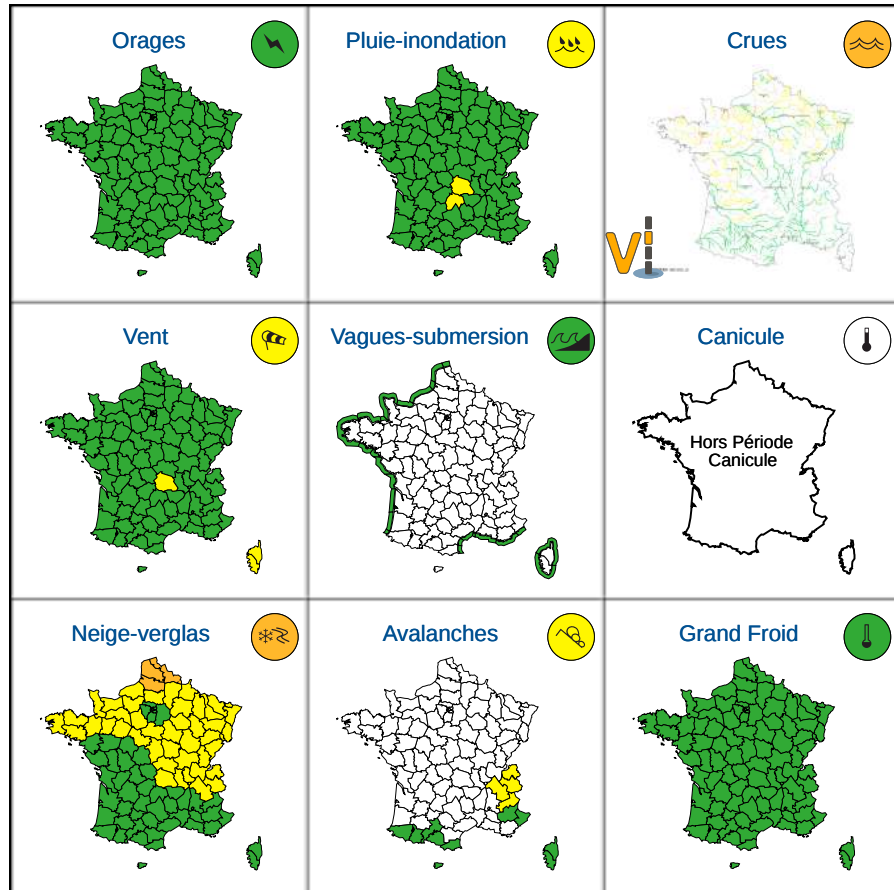 Orages
Pluie-inondation
Crues
Vent
Vagues-submersion
Canicule
Hors Période
Canicule
Neige-verglas
Avalanches
Grand Froid